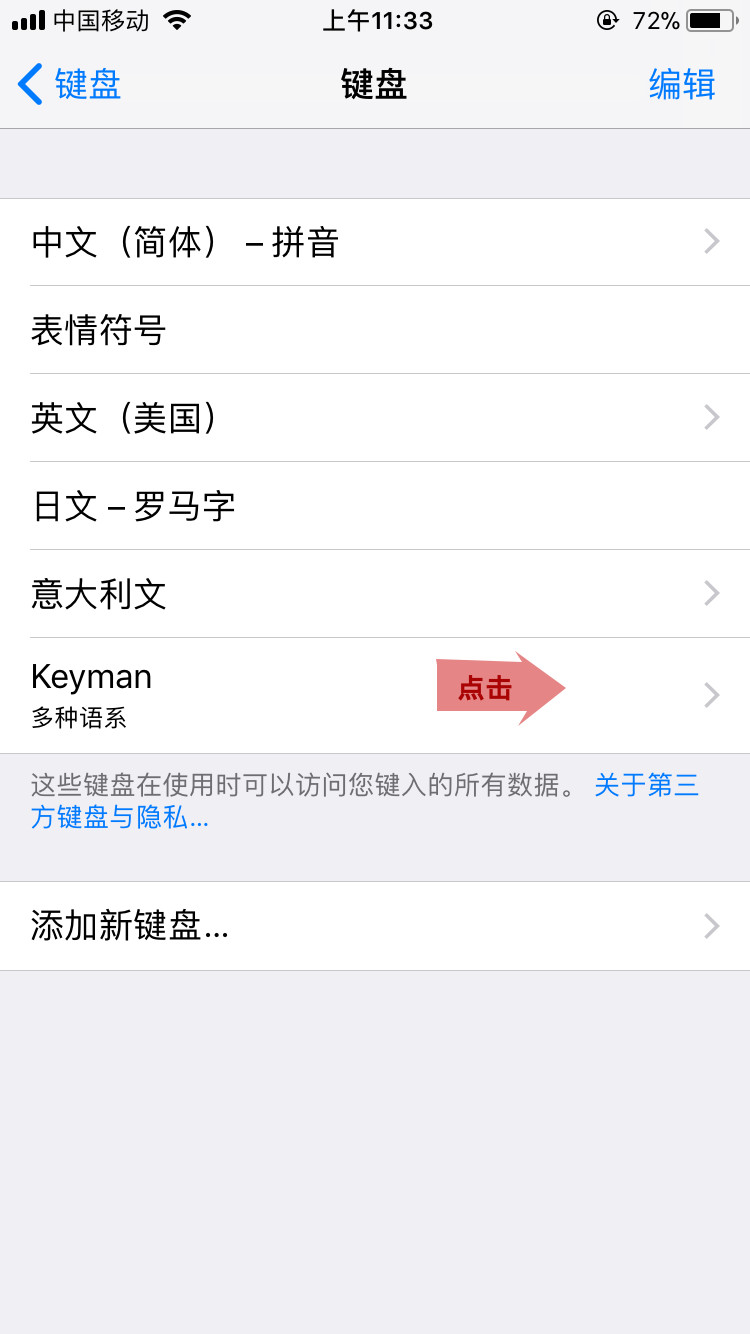 中国移动 上午11:33 72%
键盘 键盘 编辑
中文（简体） – 拼音
表情符号
英文（美国）
日文 – 罗马字
意大利文
Keyman
点击
多种语系
这些键盘在使用时可以访问您键入的所有数据。 关于第三
方键盘与隐私...
添加新键盘...